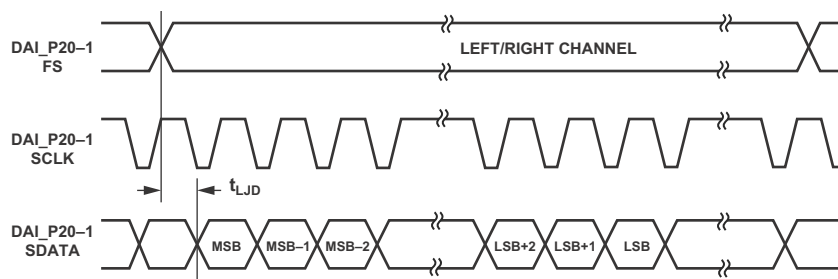 DAI_P20–1
FS
LEFT/RIGHT CHANNEL
DAI_P20–1
SCLK
tLJD
DAI_P20–1
SDATA
MSB
MSB–1
MSB–2
LSB+2
LSB+1
LSB